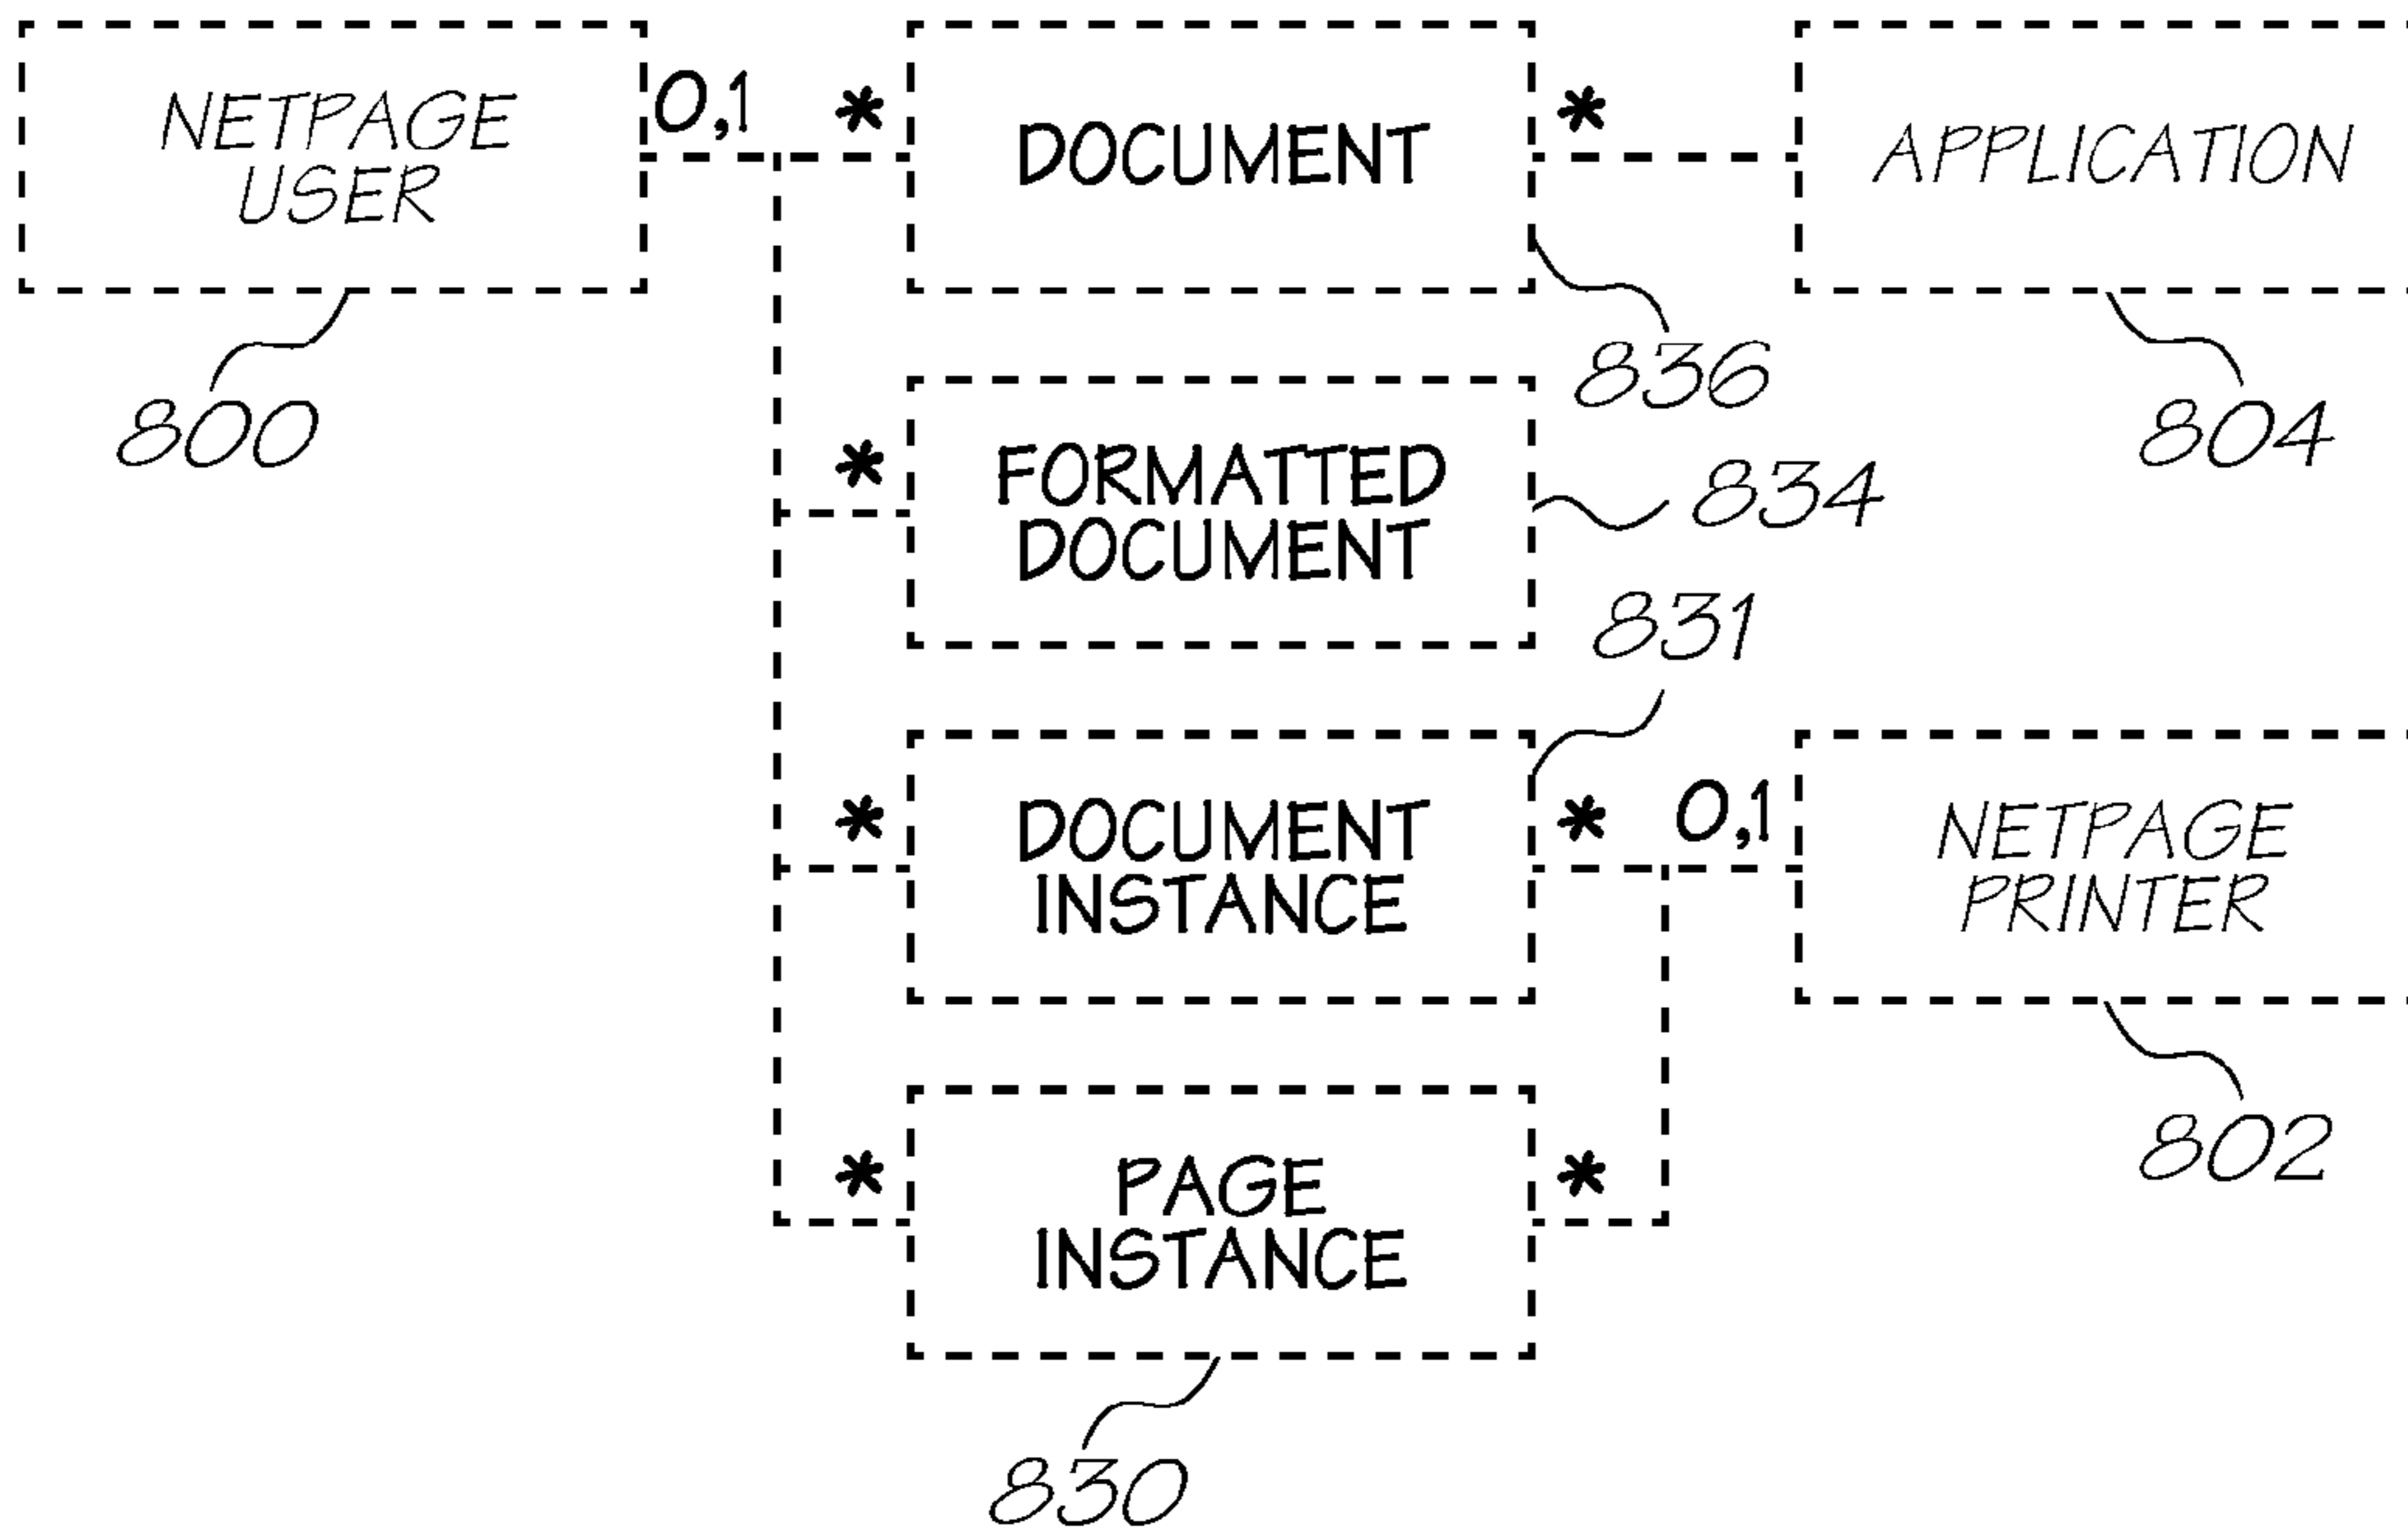 NETPAGE
USER
0,1
*
DOCUMENT
*
APPLICATION
800
836
804
*
FORMATTED
DOCUMENT
834
831
*
DOCUMENT
INSTANCE
*
0,1
NETPAGE
PRINTER
802
*
PAGE
INSTANCE
*
830